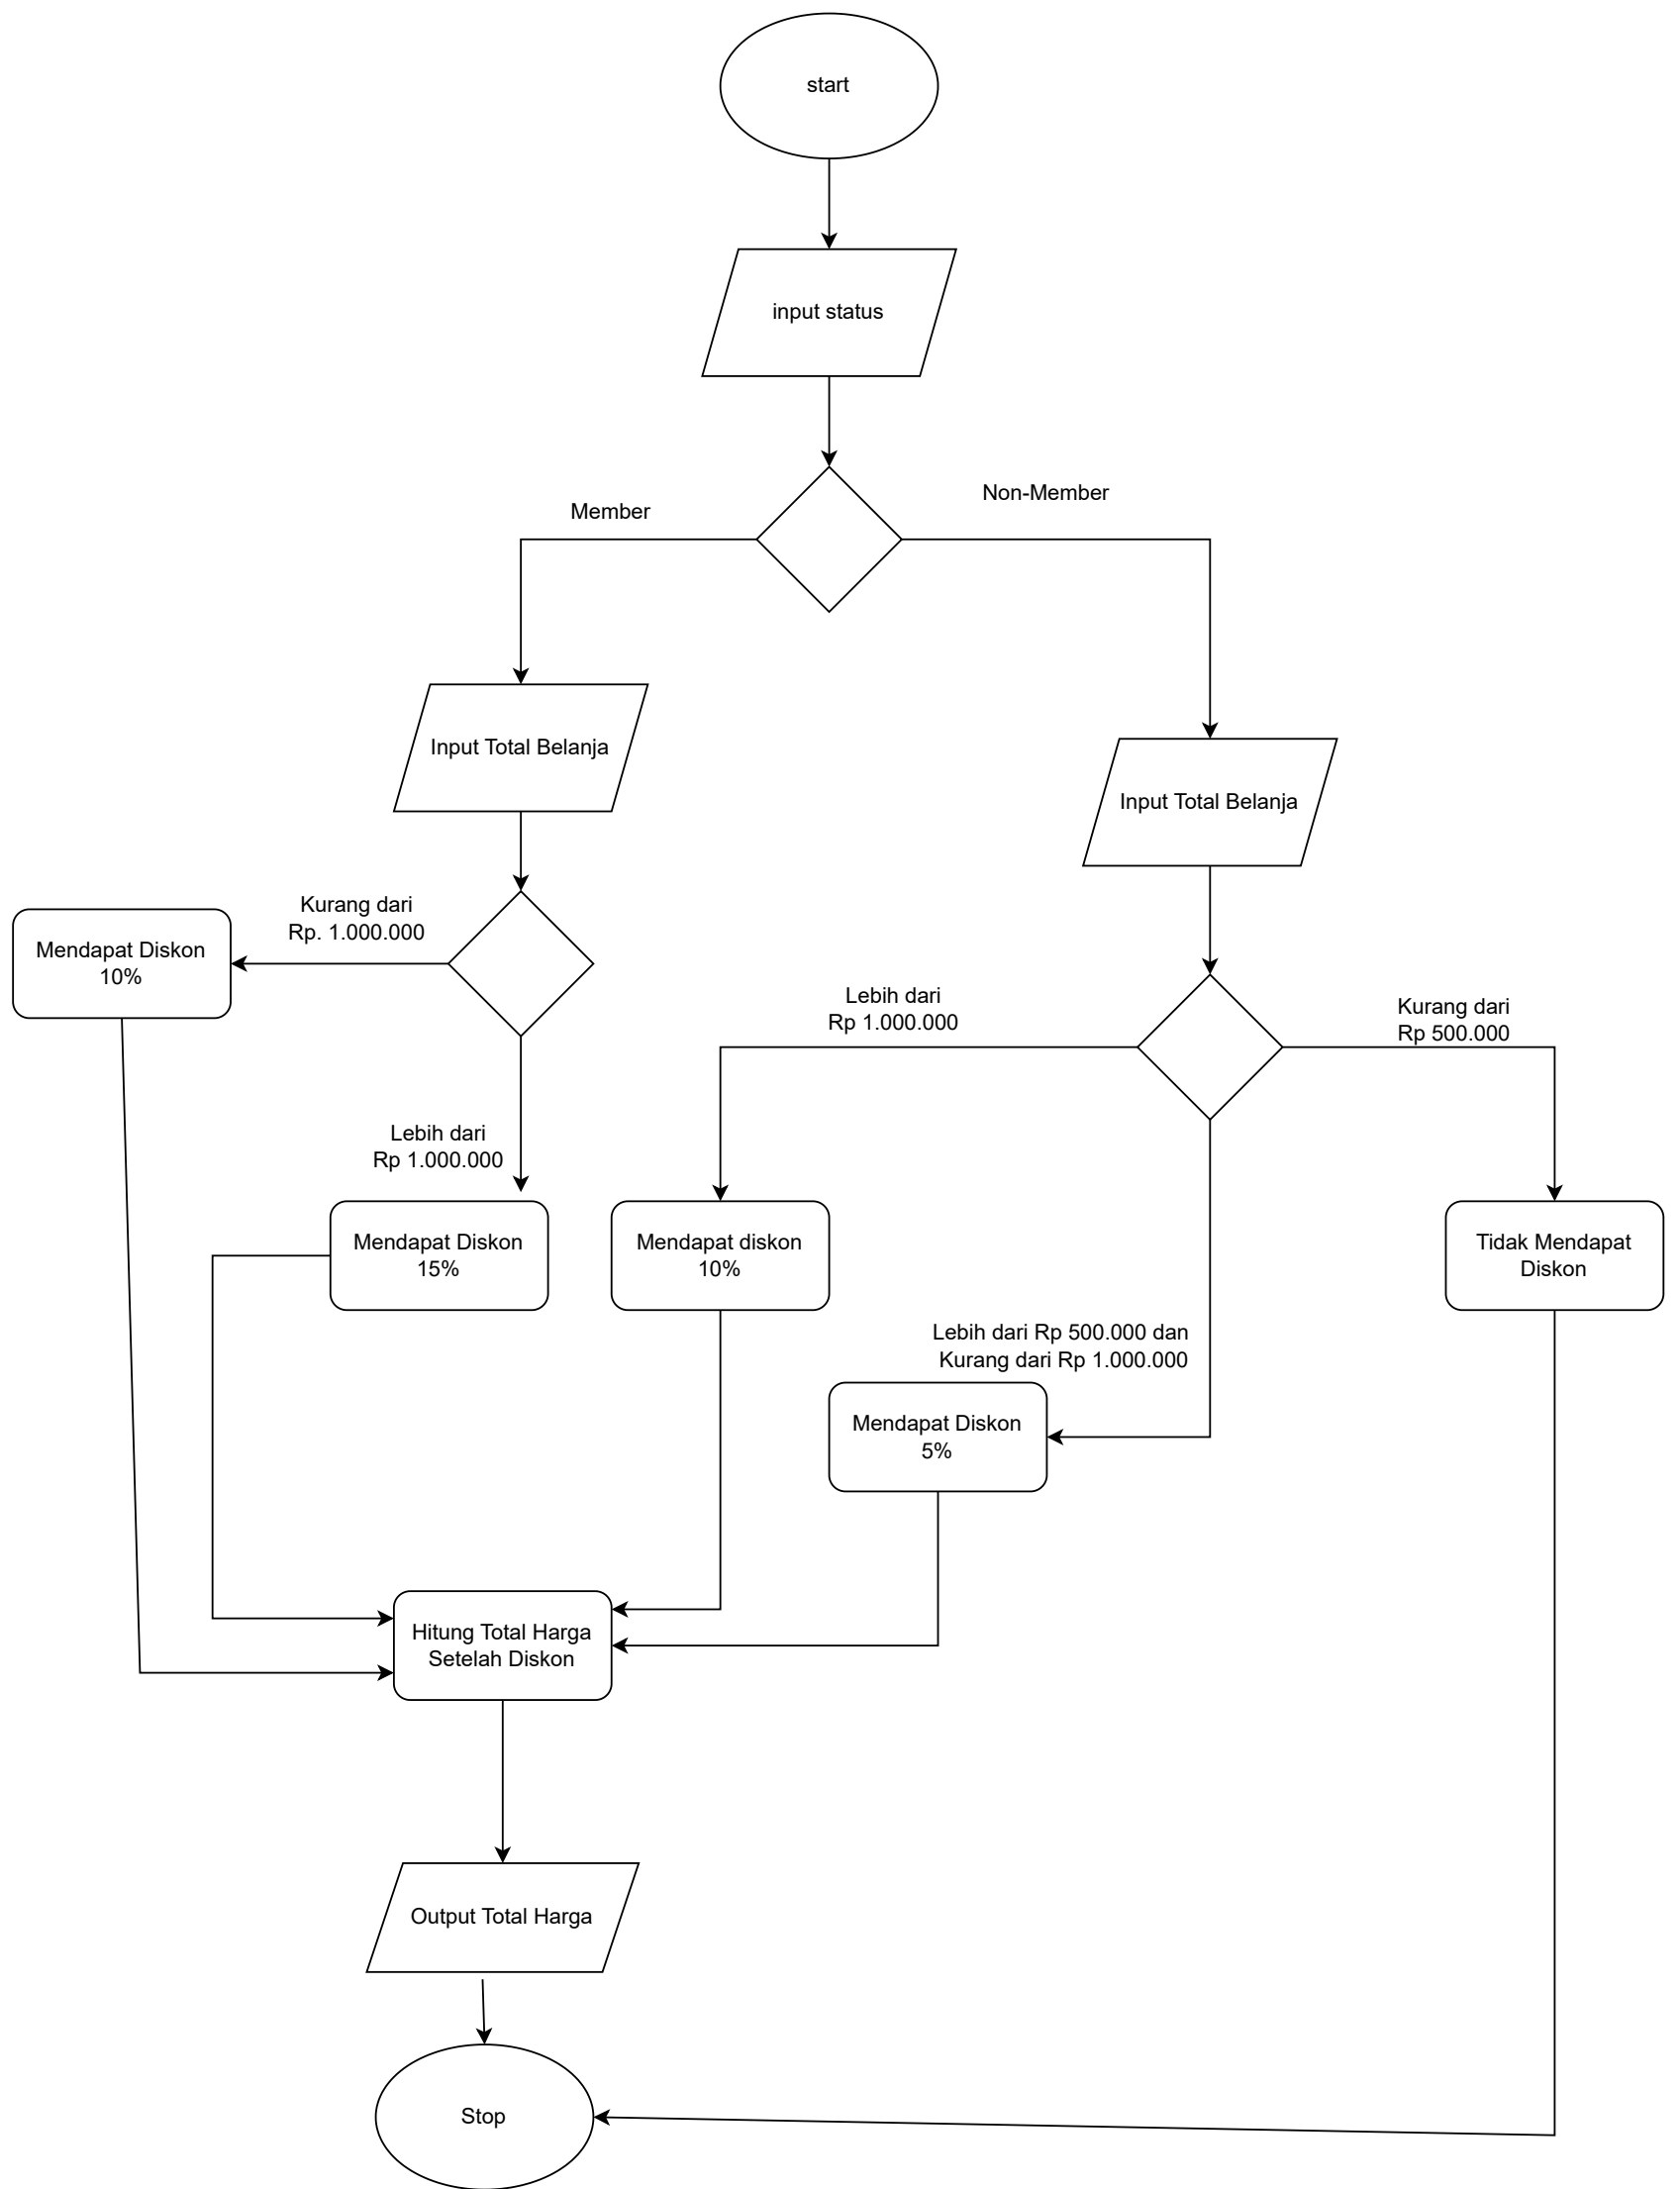 start
input status
Member
Non-Member
Input Total Belanja
Input Total Belanja
Kurang dari
Rp. 1.000.000
Mendapat Diskon
10%
Lebih dari
Rp 1.000.000
Kurang dari
Rp 500.000
Lebih dari
Rp 1.000.000
Mendapat Diskon
15%
Mendapat diskon
10%
Tidak Mendapat
Diskon
Lebih dari Rp 500.000 dan
Kurang dari Rp 1.000.000
Mendapat Diskon
5%
Hitung Total Harga
Setelah Diskon
Output Total Harga
Stop